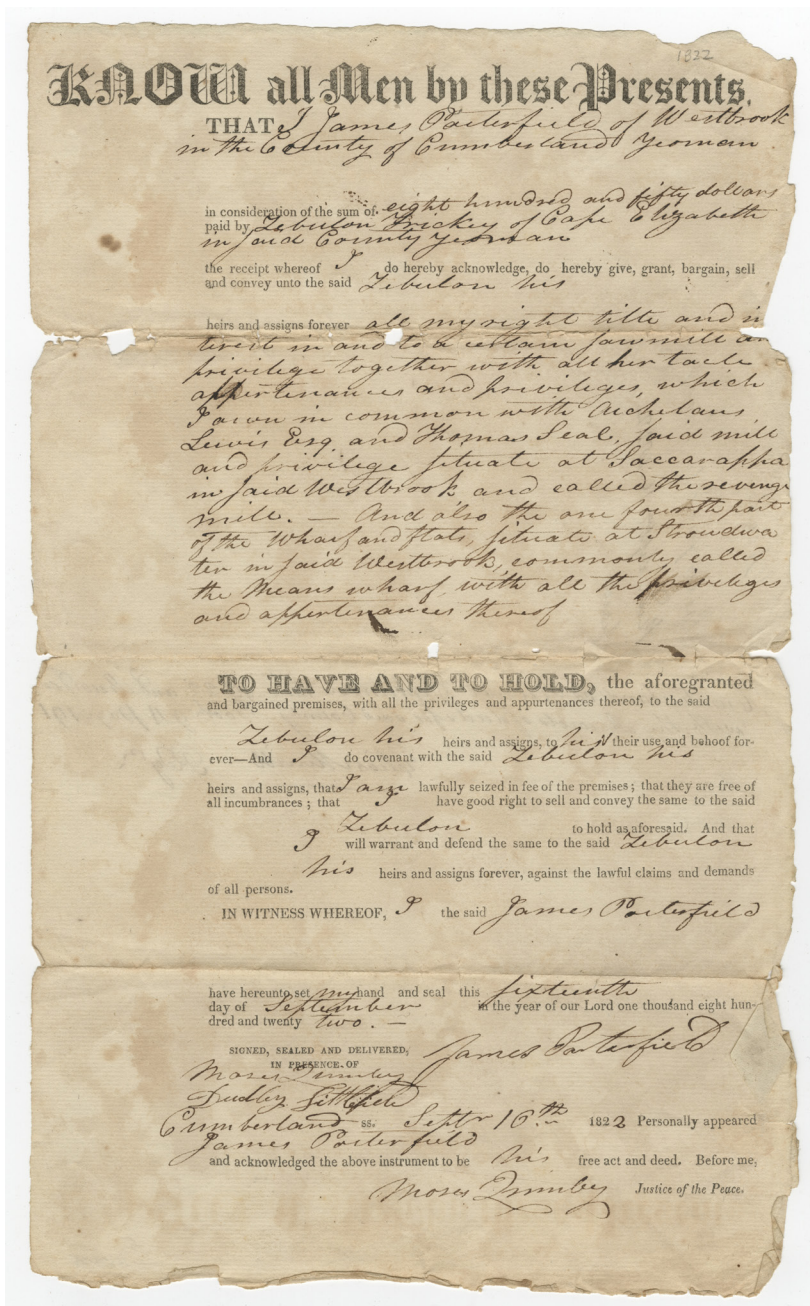 1822
KNOW all Men by these Presents,
THAT I James Porterfield of Westbrook
in the County of Cumberland Yeoman
in consideration of the sum of eight hundred and fifty dollars
paid by Zebulon Trickey of Cape Elizabeth
in said County Yeoman
the receipt whereof I do hereby acknowledge, do hereby give, grant, bargain, sell
and convey unto the said Zebulon his
heirs and assigns forever all my right title and in
terest in and to a certain sawmill an
privilege together with all her tacle
appertenances and privileges, which
I own in common with Archelaus
Lewis Esq. and Thomas Seal, said mill
and privilege situate at Saccarappa
in said Westbrook and called the revenge
mill. — And also the one fourth part
of the Wharf and flats, situate at Stroudwa
ter in said Westbrook, commonly called
the Means wharf, with all the privileges
and appertenances thereof
TO HAVE AND TO HOLD, the aforegranted
and bargained premises, with all the privileges and appurtenances thereof, to the said
Zebulon his heirs and assigns, to his their use and behoof for-
ever—And I do covenant with the said Zebulon his
heirs and assigns, that I am lawfully seized in fee of the premises; that they are free of
all incumbrances; that I have good right to sell and convey the same to the said
Zebulon to hold as aforesaid. And that
I will warrant and defend the same to the said Zebulon
his heirs and assigns forever, against the lawful claims and demands
of all persons.
IN WITNESS WHEREOF, I the said James Porterfield
have hereunto set my hand and seal this sixteenth
day of September in the year of our Lord one thousand eight hun-
dred and twenty two. —
SIGNED, SEALED AND DELIVERED,
IN PRESENCE OF
James Porterfield
Moses Quinby
Dudley Littlefield
Cumberland ss. Septr 16th 1822 Personally appeared
James Porterfield
and acknowledged the above instrument to be his free act and deed. Before me,
Moses Quinby Justice of the Peace.